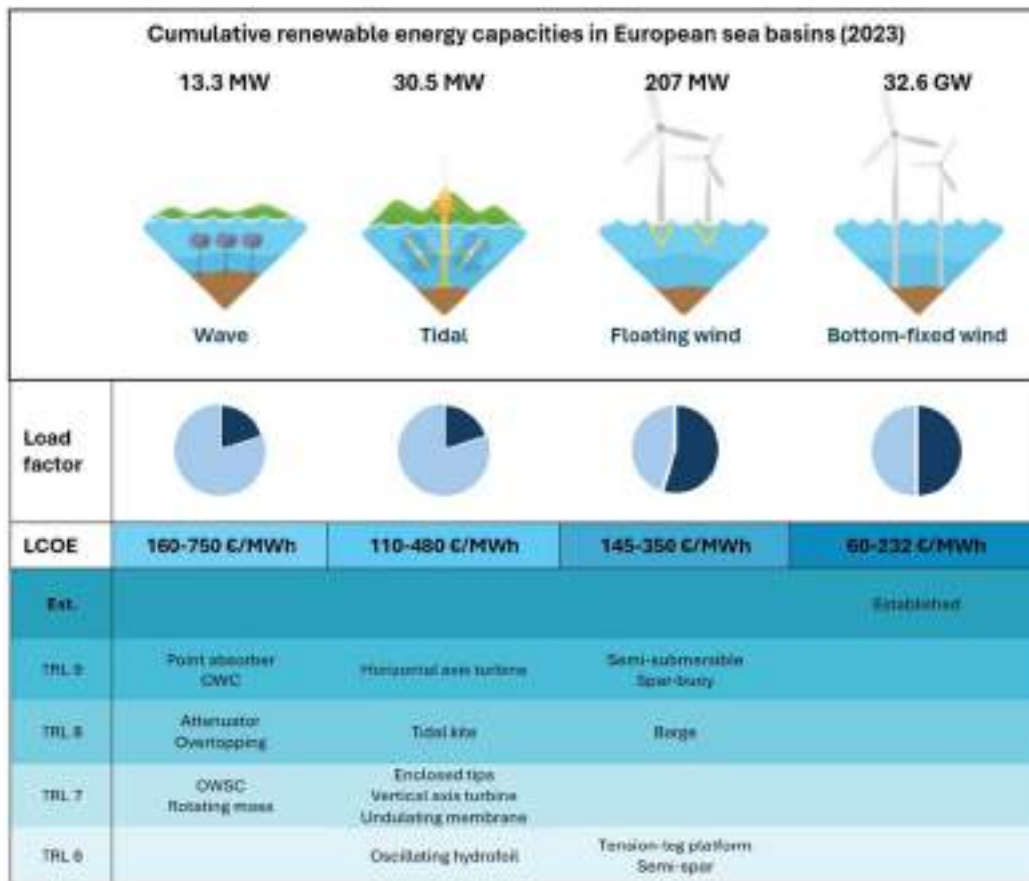 Cumulative renewable energy capacities in European sea basins (2023)
13.3 MW 30.5 MW 207 MW 32.6 GW
Wave Tidal Floating wind Bottom-fixed wind
Load
factor
LCOE 160-750 €/MWh 110-480 €/MWh 145-350 €/MWh 60-232 €/MWh
Est. Established
TRL 9 Point absorber Horizontal axis turbine Semi-submersible
OWC Spar-buoy
TRL 8 Attenuator Tidal kite Barge
Overtopping
TRL 7 OWSC Enclosed tips
Rotating mass Vertical axis turbine
Undulating membrane
TRL 6 Oscillating hydrofoil Tension-leg platform
Semi-spar